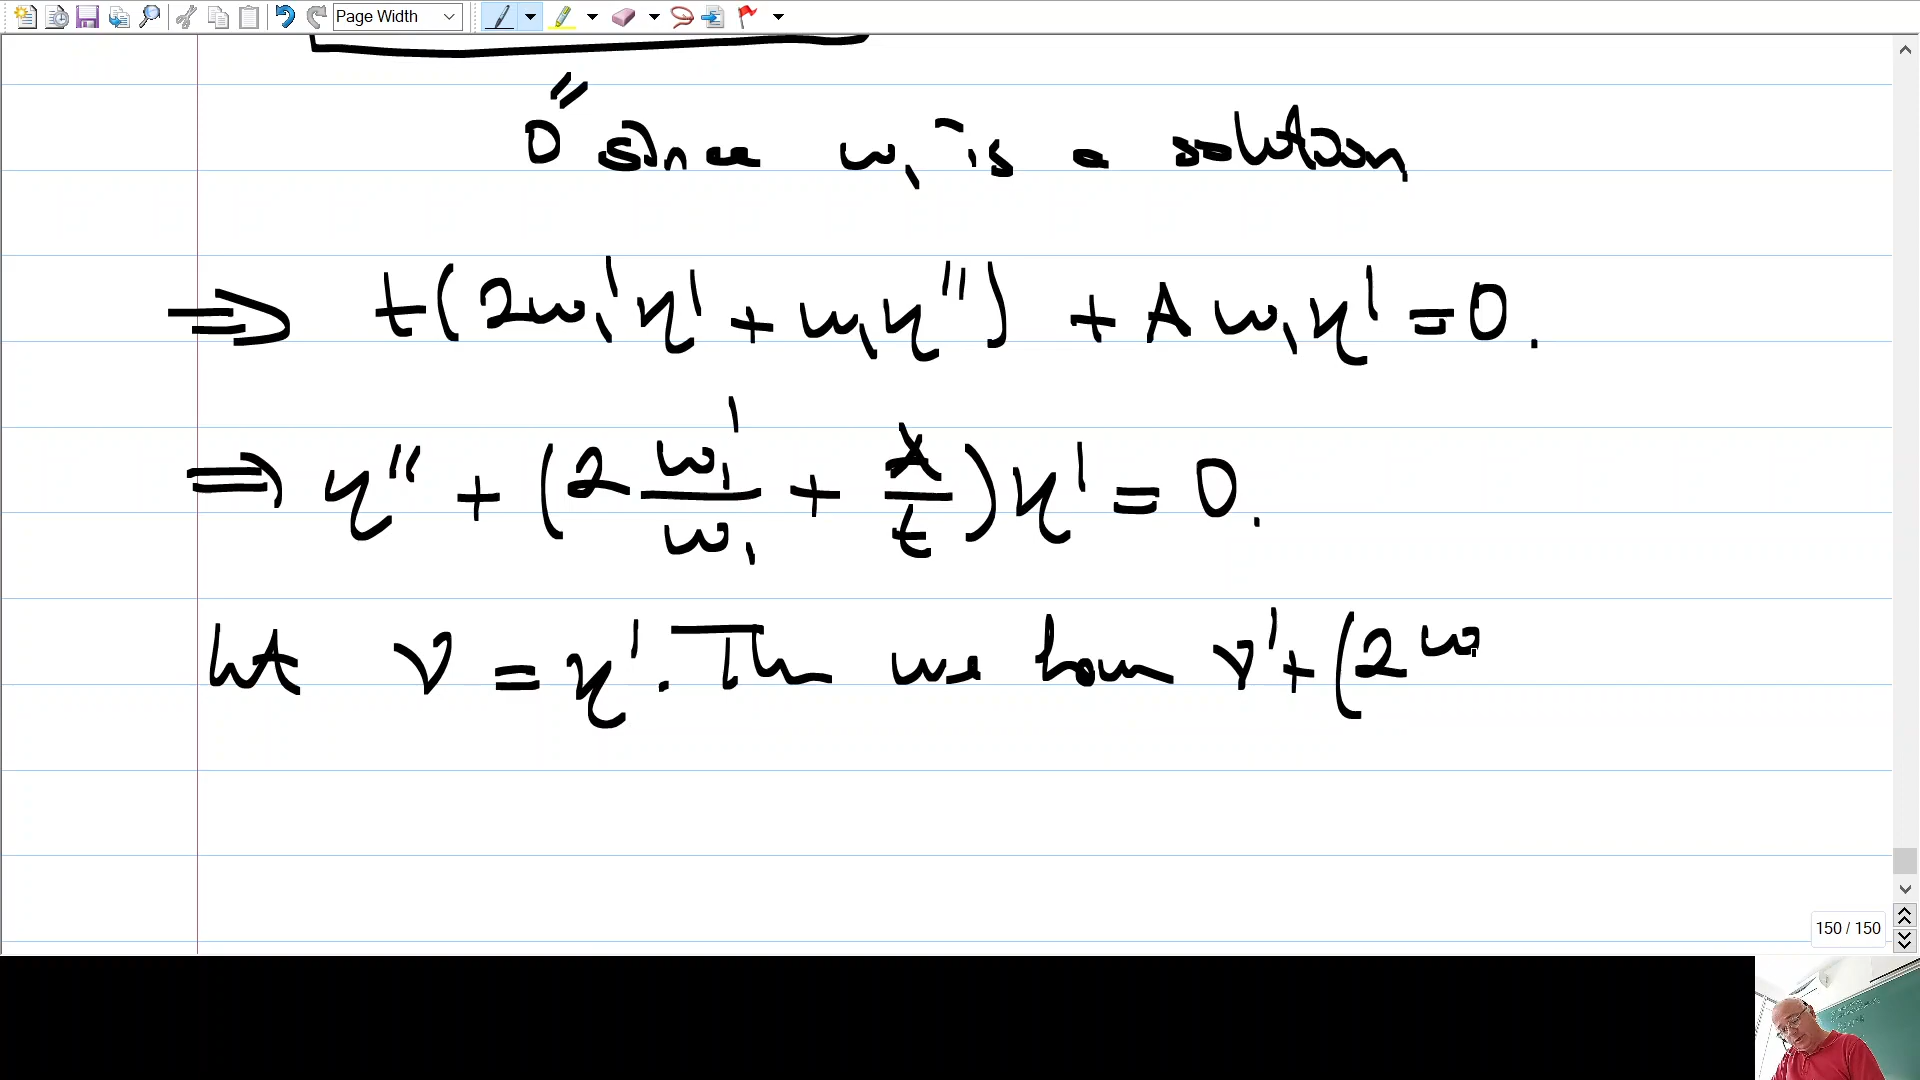 Page Width
"
0 since w₁ is a solution
⇒ t(2w₁'η' + w₁η'') + A w₁η' = 0.
⇒ η'' + (2 w₁'/w₁ + A/t)η' = 0.
Let ν = η'. Then we have ν' + (2 w
150 / 150